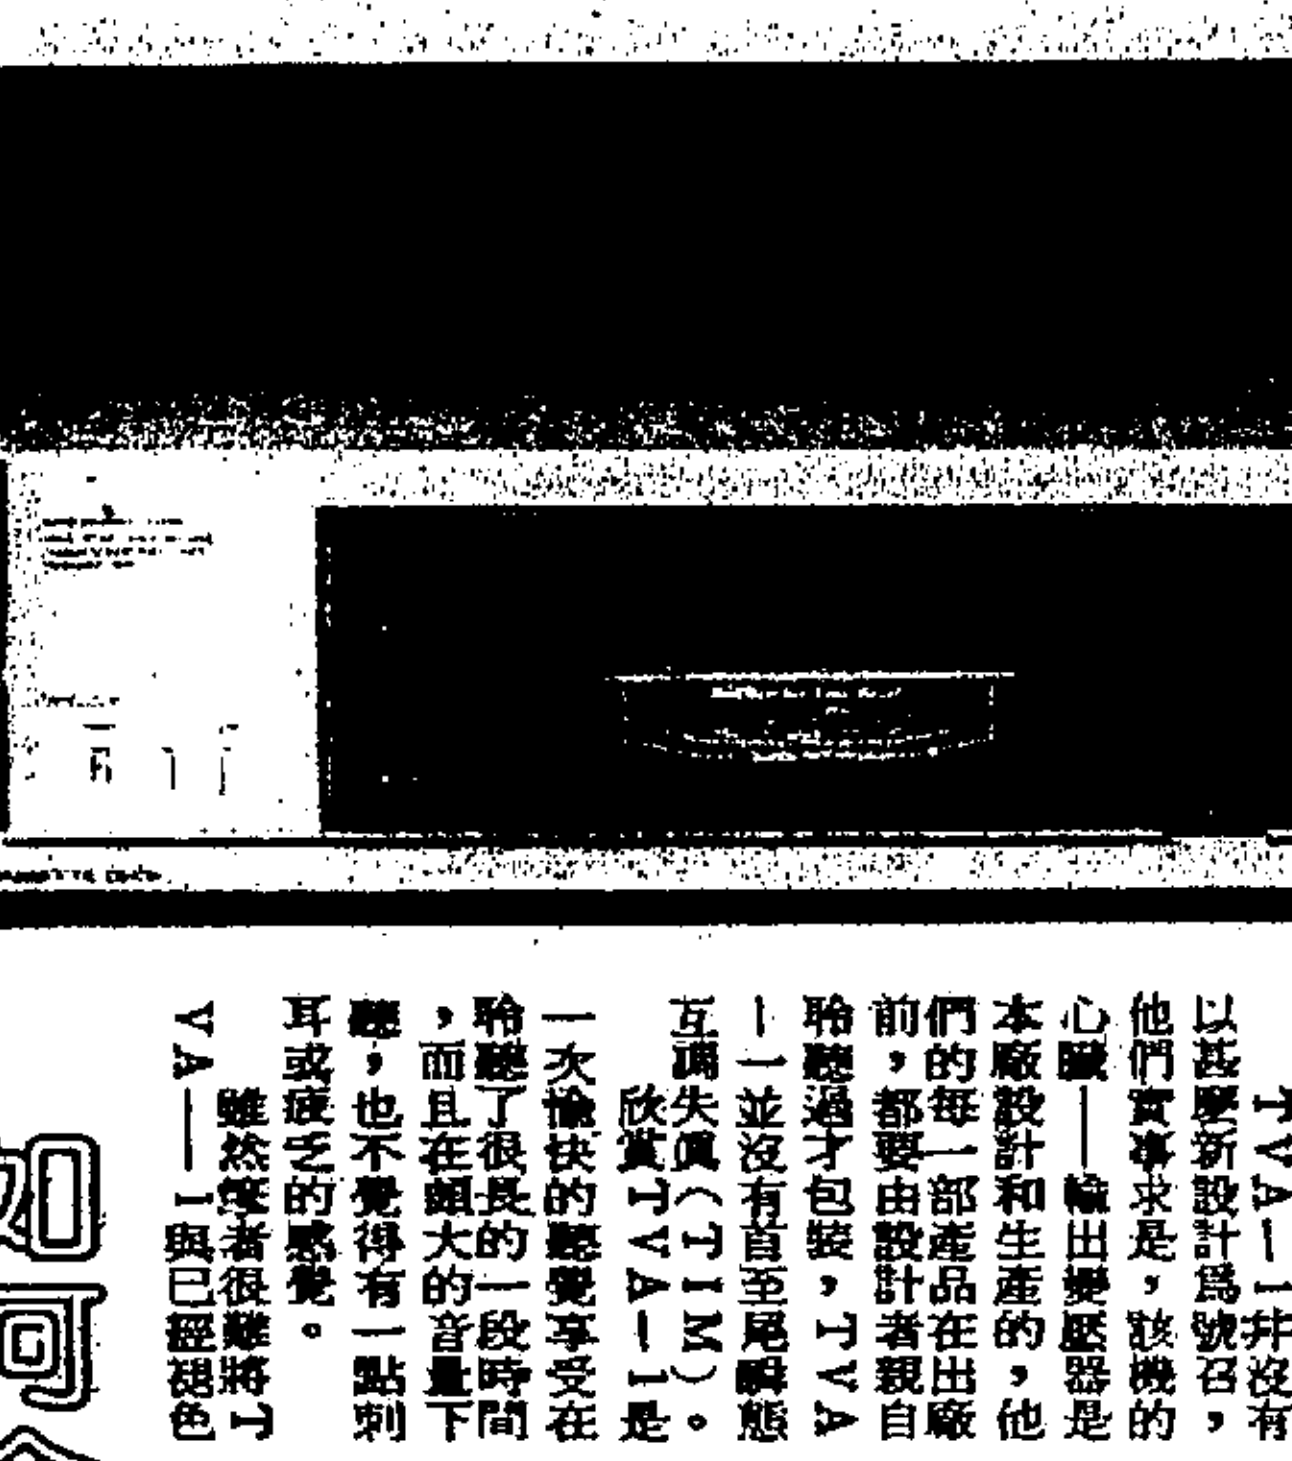 TVA—1並沒有
以甚麼新設計爲號召，
他們實事求是，該機的
心臟——輸出變壓器是
本廠設計和生產的，他
們的每一部產品在出廠
前，都要由設計者親自
聆聽過才包裝，TVA
—1並沒有首至尾瞬態
互調失眞（TIM）。
欣賞TVA—1是
一次愉快的聽覺享受在
聆聽了很長的一段時間
，而且在頗大的音量下
聽，也不覺得有一點刺
耳或疲乏的感覺。
雖然筆者很難將T
VA——1與已經褪色
如可